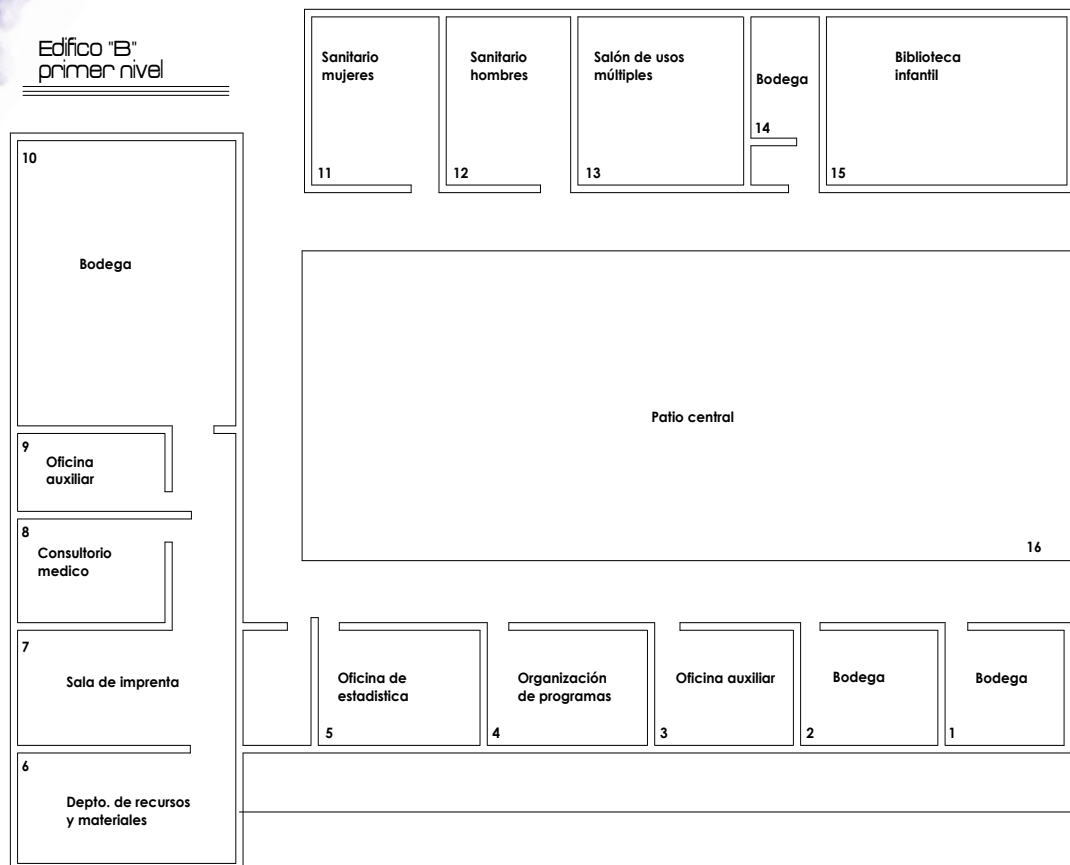 Edifico "B"
primer nivel
Sanitario
mujeres
11
Sanitario
hombres
12
Salón de usos
múltiples
13
Bodega
14
Biblioteca
infantil
15
10
Bodega
9
Oficina
auxiliar
8
Consultorio
medico
7
Sala de imprenta
6
Depto. de recursos
y materiales
Patio central
16
Oficina de
estadistica
5
Organización
de programas
4
Oficina auxiliar
3
Bodega
2
Bodega
1